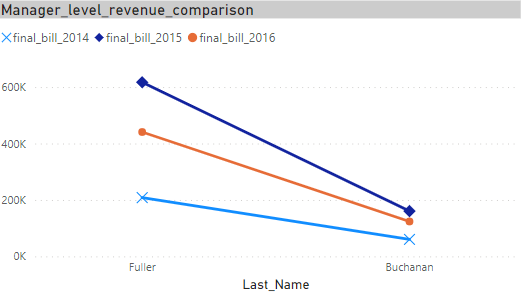 Manager_level_revenue_comparison
final_bill_2014 final_bill_2015 final_bill_2016
600K
400K
200K
0K
Fuller Buchanan
Last_Name